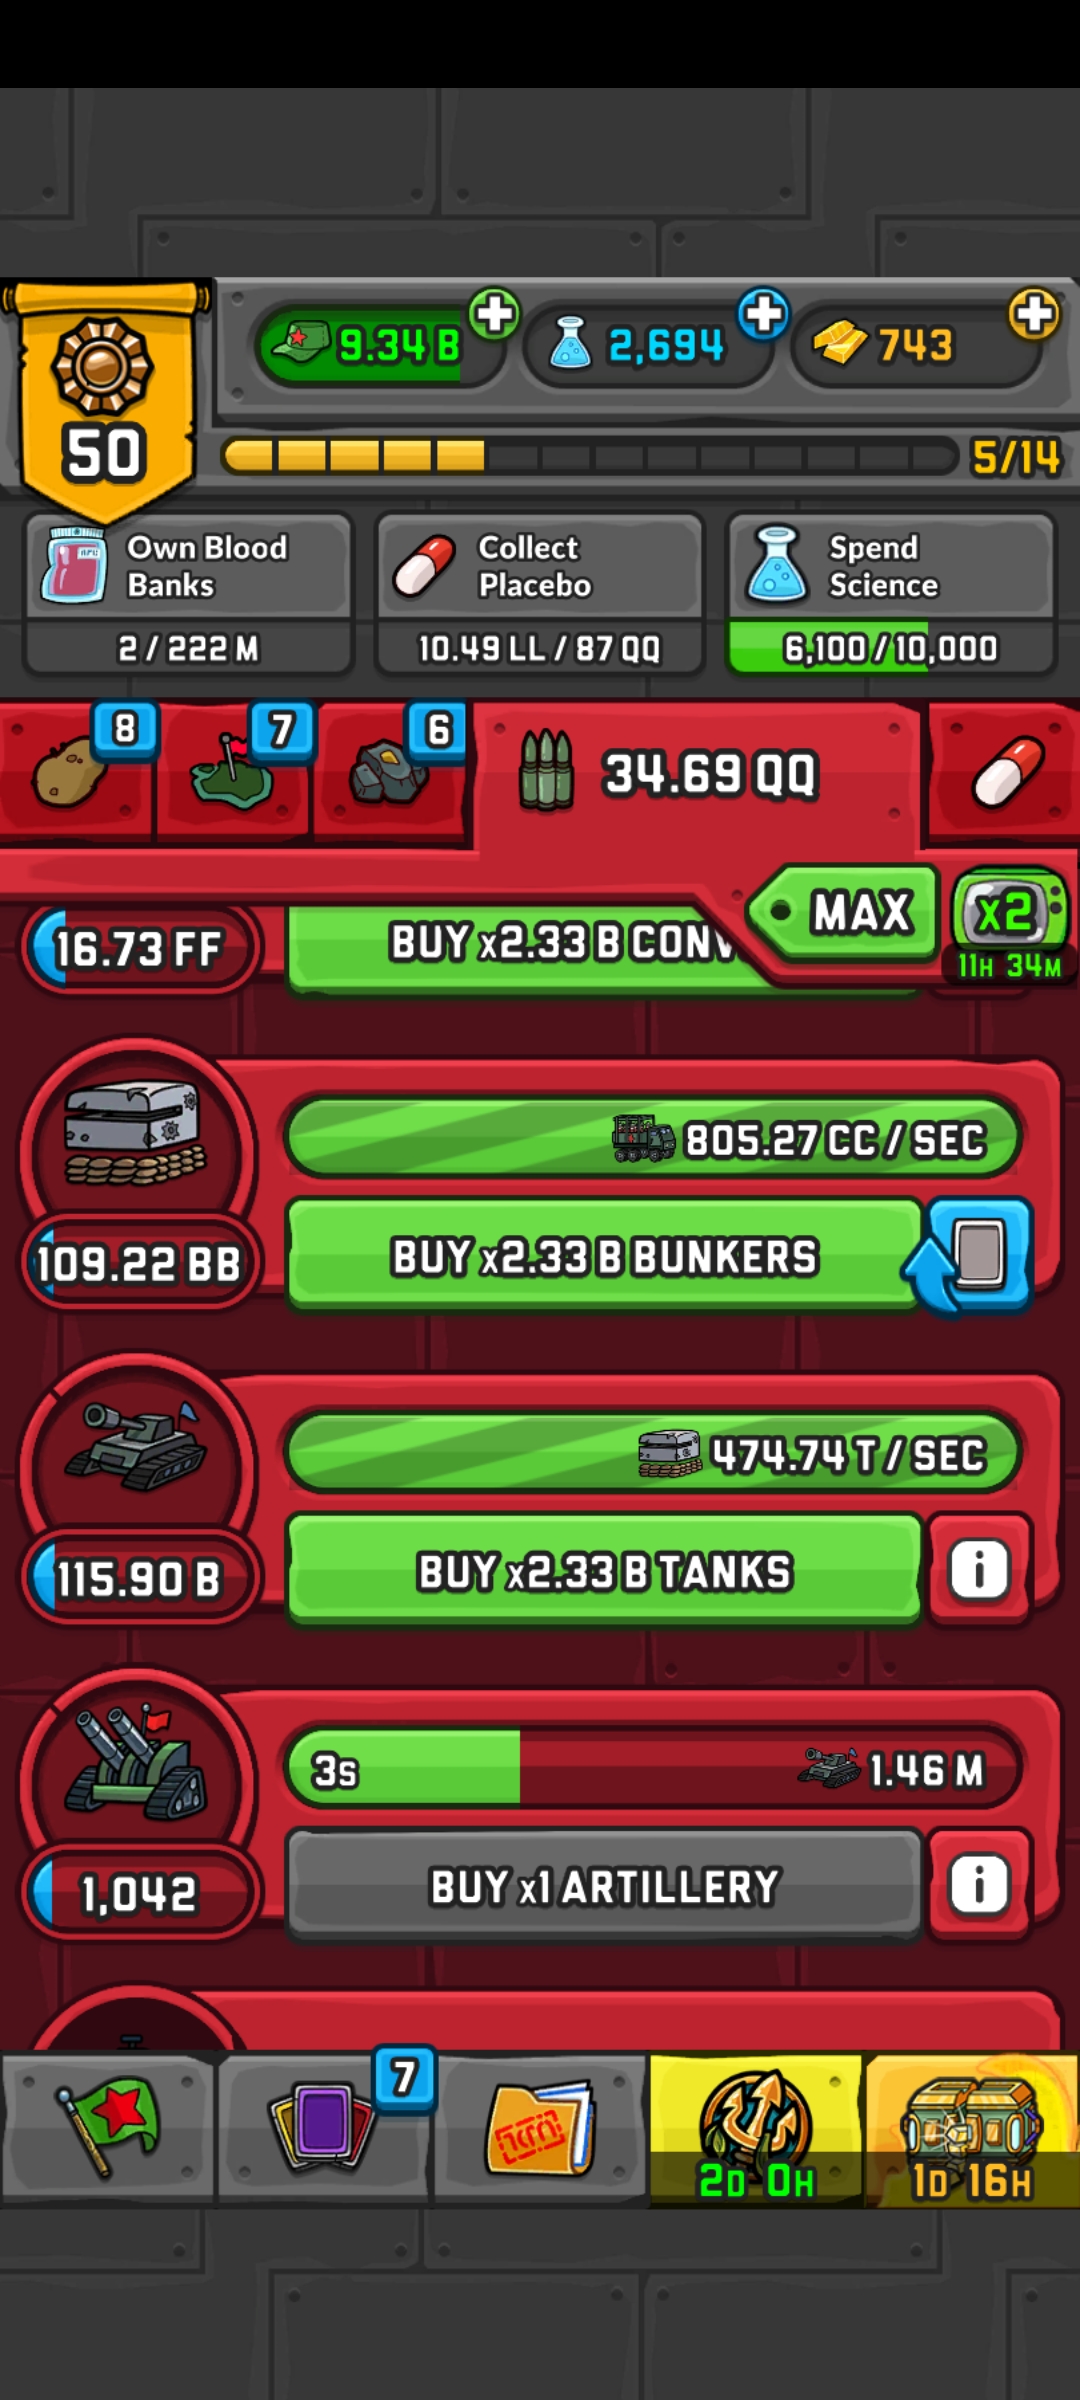 9.34 B
2,694
743
50
5/14
Own Blood
Banks
2 / 222 M
Collect
Placebo
10.49 LL / 87 QQ
Spend
Science
6,100 / 10,000
8
7
6
34.69 QQ
MAX
x2
11H 34M
16.73 FF
BUY x2.33 B CONV
805.27 CC / SEC
109.22 BB
BUY x2.33 B BUNKERS
474.74 T / SEC
115.90 B
BUY x2.33 B TANKS
i
3s
1.46 M
1,042
BUY x1 ARTILLERY
i
7
2D 0H
1D 16H